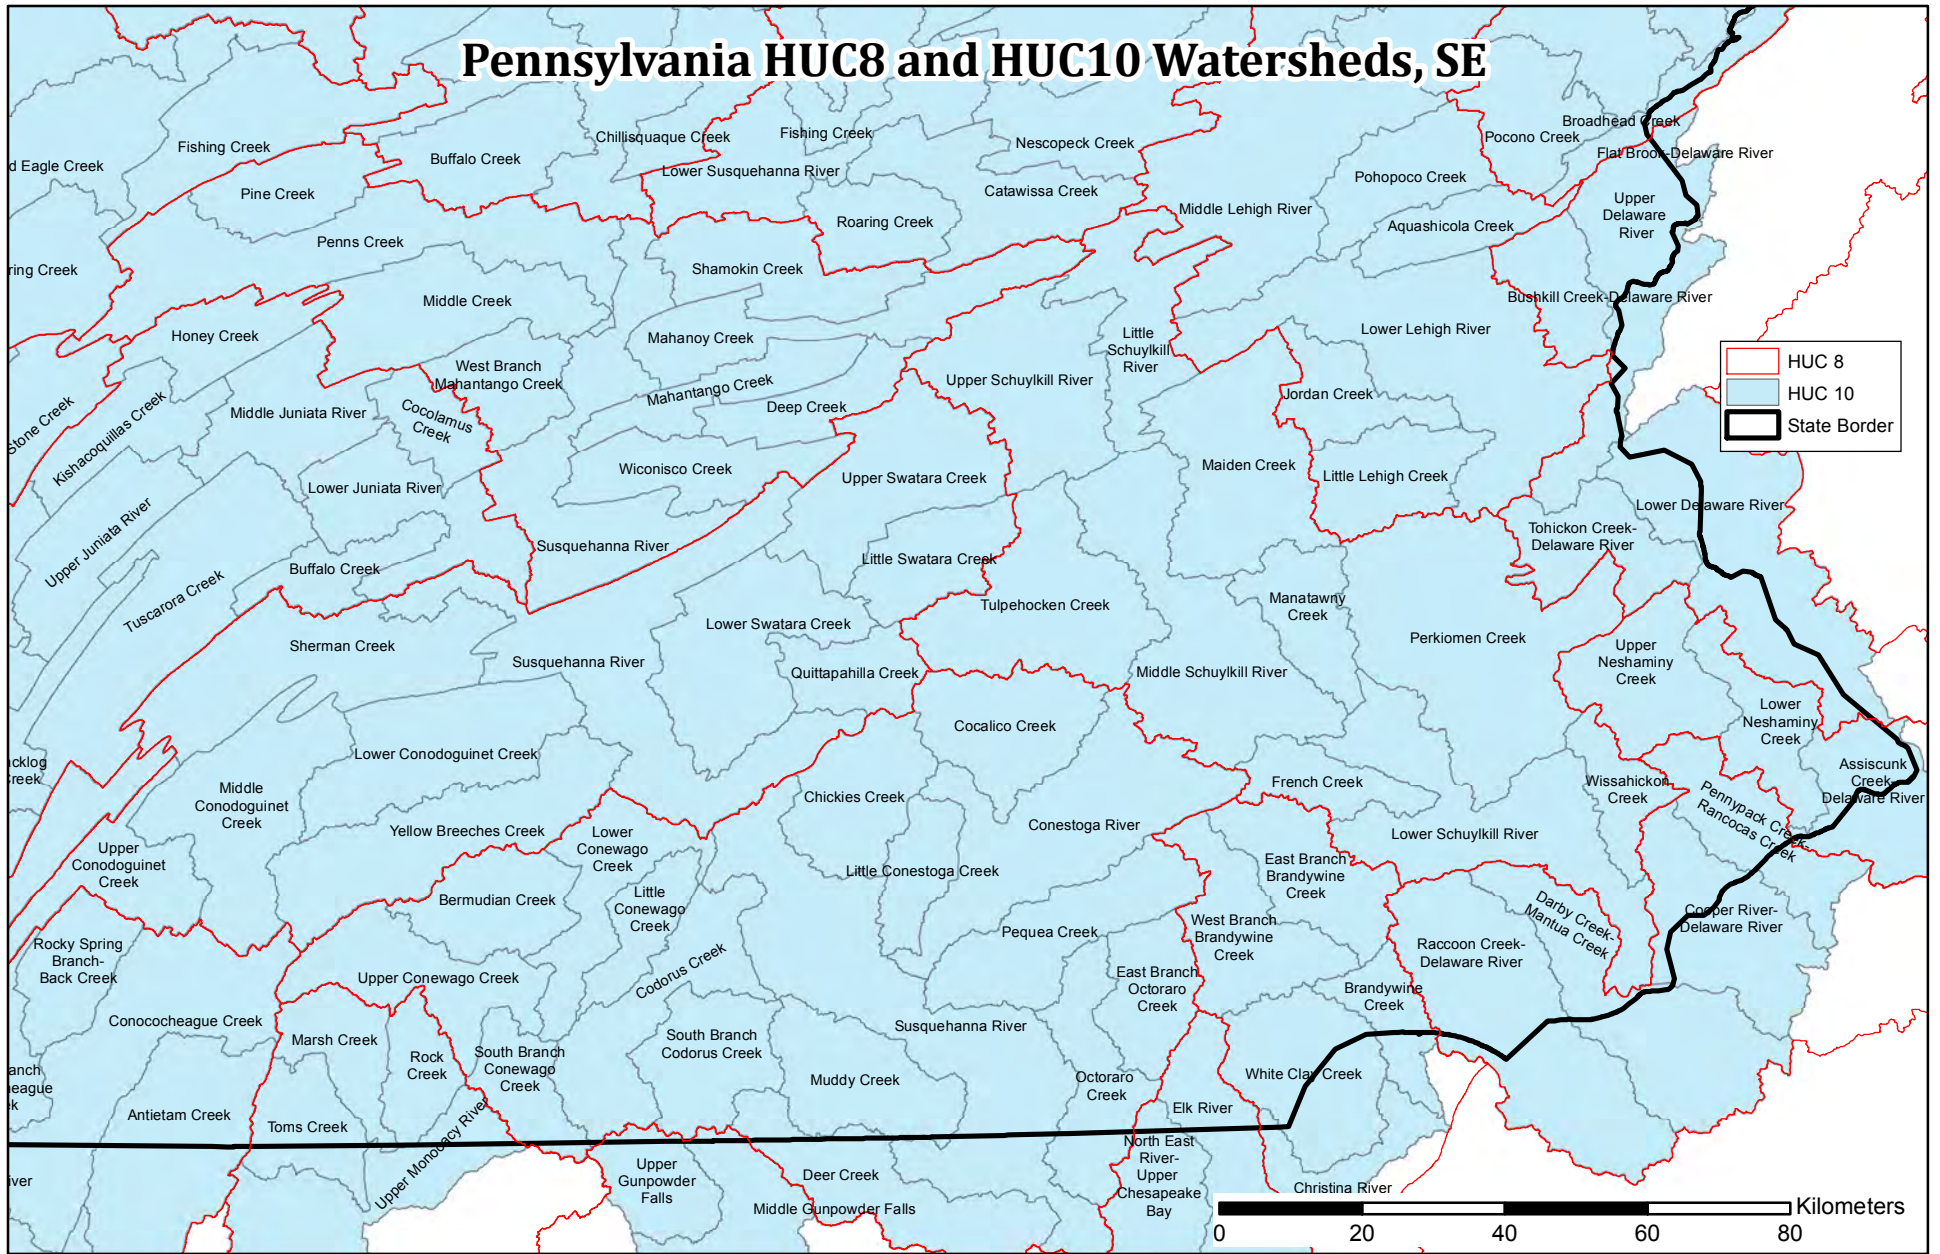 Pennsylvania HUC8 and HUC10 Watersheds, SE
Fishing Creek
d Eagle Creek
Buffalo Creek
Chillisquaque Creek
Fishing Creek
Nescopeck Creek
Pocono Creek
Broadhead Creek
Flat Brook-Delaware River
Pine Creek
Lower Susquehanna River
Catawissa Creek
Pohopoco Creek
Penns Creek
Roaring Creek
Middle Lehigh River
Aquashicola Creek
Upper
Delaware
River
ring Creek
Shamokin Creek
Middle Creek
Bushkill Creek-Delaware River
Honey Creek
Mahanoy Creek
Little
Schuylkill
River
Lower Lehigh River
HUC 8
HUC 10
State Border
West Branch
Mahantango Creek
Mahantango Creek
Upper Schuylkill River
Jordan Creek
Stone Creek
Kishacoquillas Creek
Middle Juniata River
Cocolamus
Creek
Deep Creek
Wiconisco Creek
Upper Swatara Creek
Maiden Creek
Little Lehigh Creek
Lower Juniata River
Lower Delaware River
Upper Juniata River
Susquehanna River
Tohickon Creek-
Delaware River
Little Swatara Creek
Buffalo Creek
Tuscarora Creek
Tulpehocken Creek
Manatawny
Creek
Lower Swatara Creek
Perkiomen Creek
Sherman Creek
Susquehanna River
Quittapahilla Creek
Middle Schuylkill River
Upper
Neshaminy
Creek
Cocalico Creek
Lower
Neshaminy
Creek
Lower Conodoguinet Creek
acklog
Creek
Middle
Conodoguinet
Creek
Chickies Creek
French Creek
Wissahickon
Creek
Assiscunk
Creek-
Delaware River
Pennypack Creek-
Rancocas Creek
Yellow Breeches Creek
Lower
Conewago
Creek
Conestoga River
Lower Schuylkill River
Upper
Conodoguinet
Creek
Little Conestoga Creek
East Branch
Brandywine
Creek
Bermudian Creek
Little
Conewago
Creek
Pequea Creek
West Branch
Brandywine
Creek
Darby Creek-
Mantua Creek
Cooper River-
Delaware River
Rocky Spring
Branch-
Back Creek
Raccoon Creek-
Delaware River
Upper Conewago Creek
Codorus Creek
East Branch
Octoraro
Creek
Brandywine
Creek
Conococheague Creek
Marsh Creek
Rock
Creek
South Branch
Conewago
Creek
South Branch
Codorus Creek
Susquehanna River
anch
heague
ek
Muddy Creek
Octoraro
Creek
White Clay Creek
Antietam Creek
Toms Creek
Upper Monocacy River
Elk River
North East
River-
Upper
Chesapeake
Bay
iver
Upper
Gunpowder
Falls
Deer Creek
Middle Gunpowder Falls
Christina River
Kilometers
0 20 40 60 80